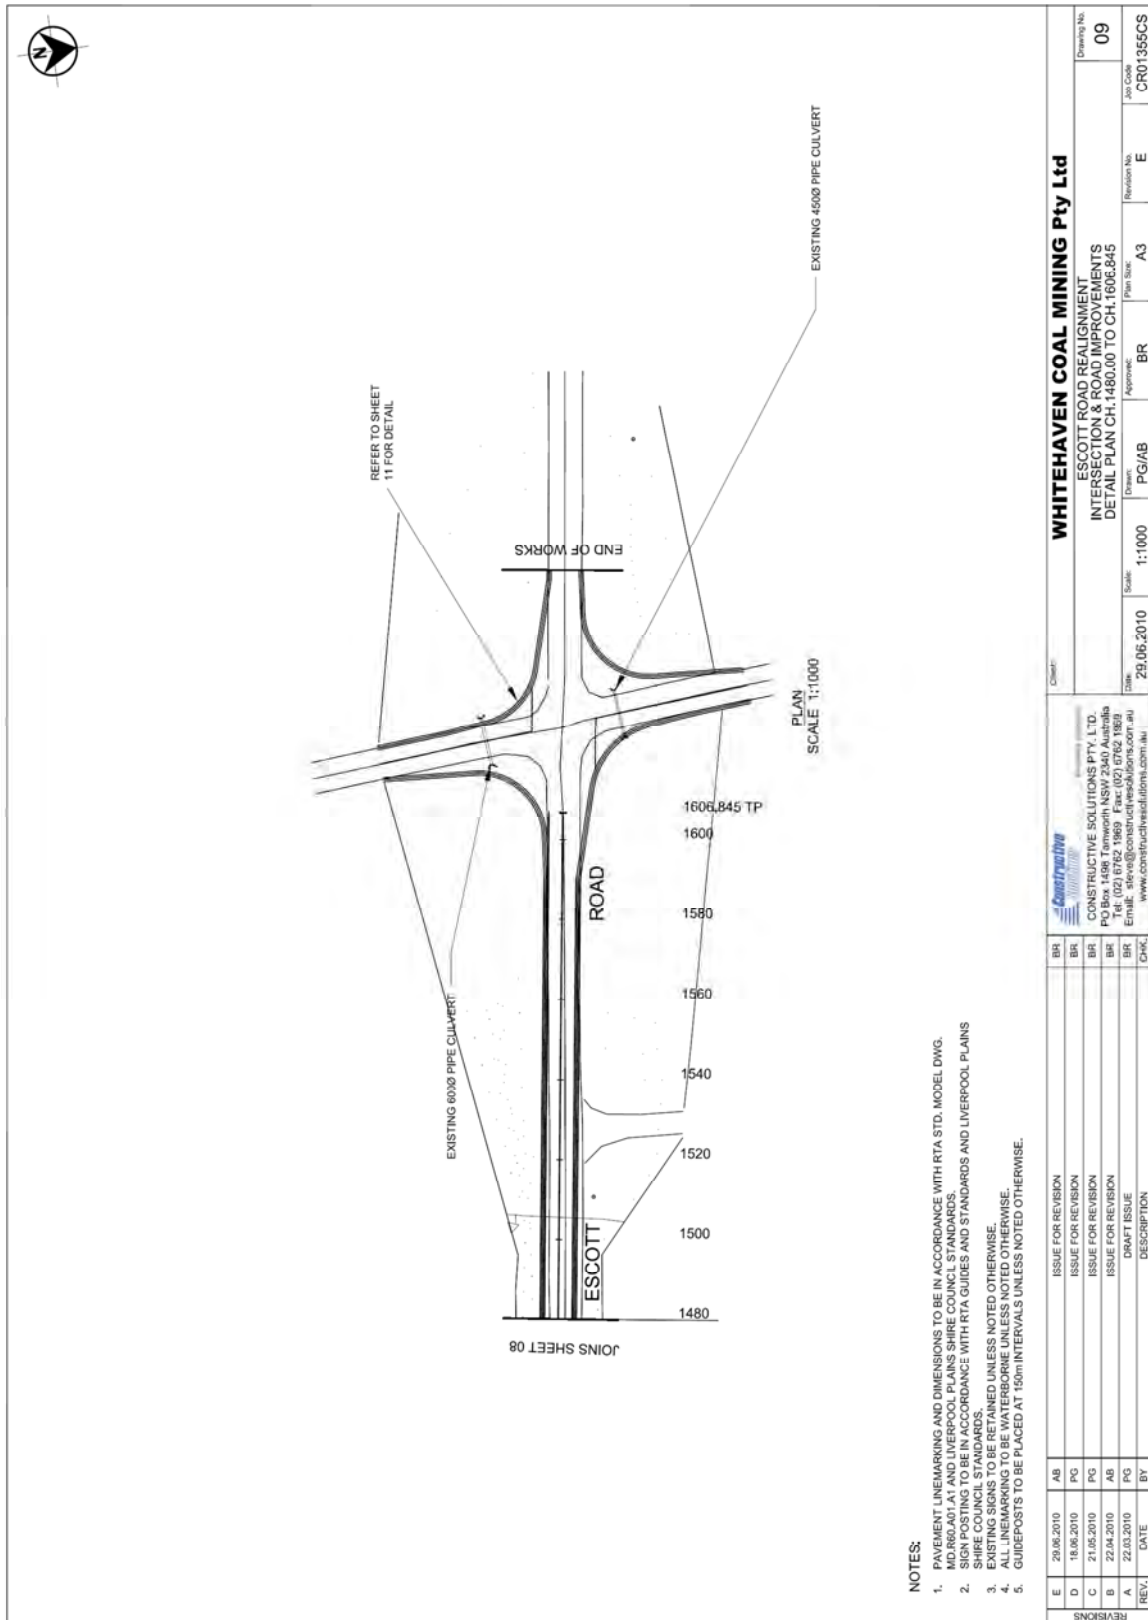 N
REFER TO SHEET
11 FOR DETAIL
EXISTING 450Ø PIPE CULVERT
EXISTING 600Ø PIPE CULVERT
END OF WORKS
JOINS SHEET 08
ESCOTT
ROAD
1480
1500
1520
1540
1560
1580
1600
1606.845 TP
PLAN
SCALE 1:1000
NOTES:
1. PAVEMENT LINEMARKING AND DIMENSIONS TO BE IN ACCORDANCE WITH RTA STD. MODEL DWG.
MD.R60.A01.A1 AND LIVERPOOL PLAINS SHIRE COUNCIL STANDARDS.
2. SIGN POSTING TO BE IN ACCORDANCE WITH RTA GUIDES AND STANDARDS AND LIVERPOOL PLAINS
SHIRE COUNCIL STANDARDS.
3. EXISTING SIGNS TO BE RETAINED UNLESS NOTED OTHERWISE.
4. ALL LINEMARKING TO BE WATERBORNE UNLESS NOTED OTHERWISE.
5. GUIDEPOSTS TO BE PLACED AT 150m INTERVALS UNLESS NOTED OTHERWISE.
REVISIONS
E 29.06.2010 AB ISSUE FOR REVISION BR
D 18.06.2010 PG ISSUE FOR REVISION BR
C 21.05.2010 PG ISSUE FOR REVISION BR
B 22.04.2010 AB ISSUE FOR REVISION BR
A 22.03.2010 PG DRAFT ISSUE BR
REV. DATE BY DESCRIPTION CHK.
Constructive
CONSTRUCTIVE SOLUTIONS PTY. LTD.
PO Box 1498 Tamworth NSW 2340 Australia
Tel: (02) 6762 1969 Fax: (02) 6762 1989
Email: steve@constructivesolutions.com.au
www.constructivesolutions.com.au
Client:
WHITEHAVEN COAL MINING Pty Ltd
ESCOTT ROAD REALIGNMENT
INTERSECTION & ROAD IMPROVEMENTS
DETAIL PLAN CH.1480.00 TO CH.1606.845
Drawing No.
09
Date: 29.06.2010
Scale: 1:1000
Drawn: PG/AB
Approved: BR
Plan Size: A3
Revision No. E
Job Code CR01355CS